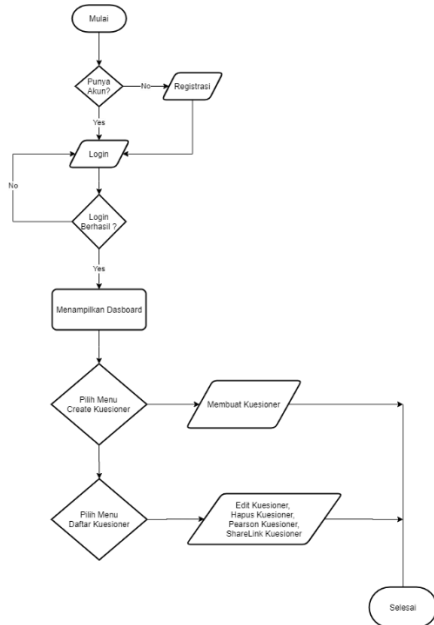 Mulai
Punya
Akun?
No
Registrasi
Yes
Login
No
Login
Berhasil ?
Yes
Menampilkan Dasboard
Pilih Menu
Create Kuesioner
Membuat Kuesioner
Pilih Menu
Daftar Kuesioner
Edit Kuesioner,
Hapus Kuesioner,
Pearson Kuesioner,
ShareLink Kuesioner
Selesai